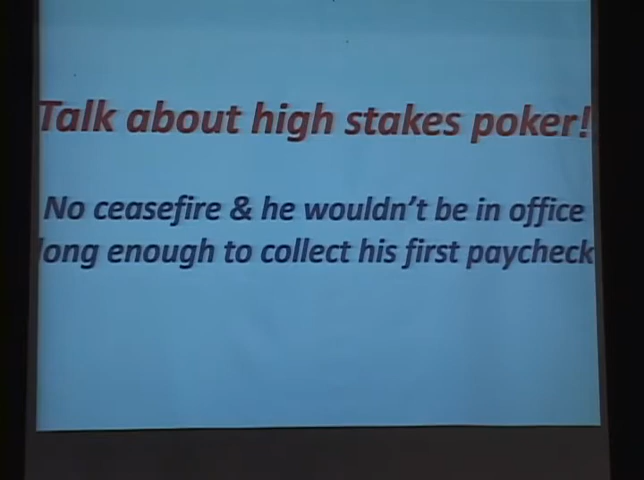 Talk about high stakes poker!
No ceasefire & he wouldn't be in office
long enough to collect his first paycheck